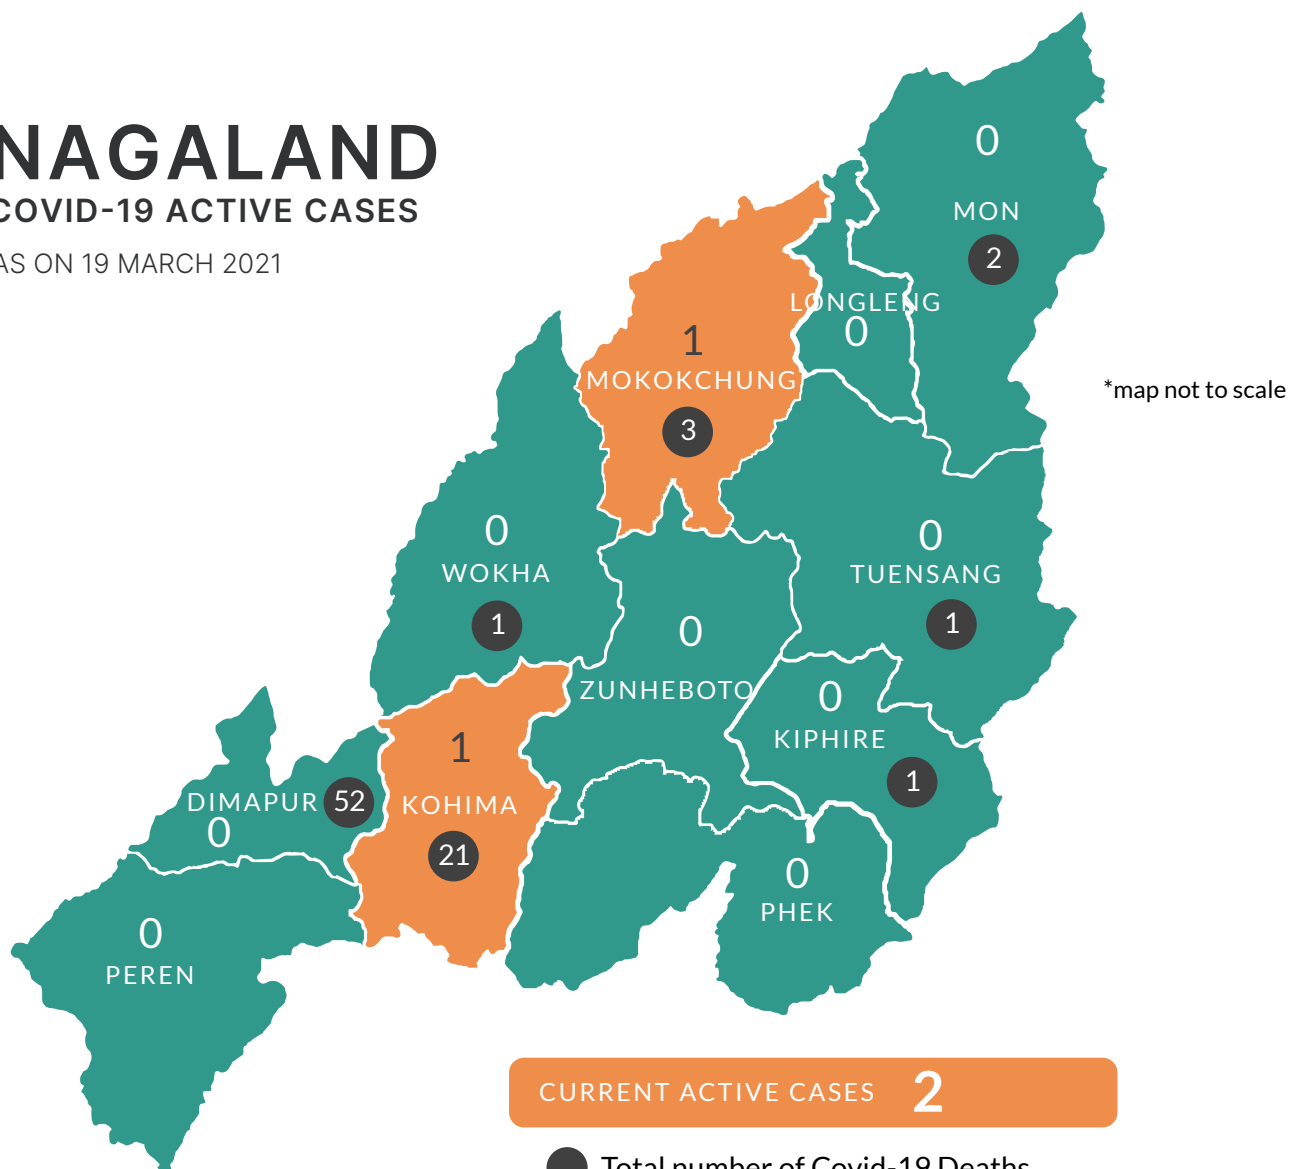 NAGALAND
COVID-19 ACTIVE CASES
AS ON 19 MARCH 2021
0
MON
2
LONGLENG
0
1
MOKOKCHUNG
3
*map not to scale
0
WOKHA
1
0
TUENSANG
1
0
ZUNHEBOTO
0
KIPHIRE
1
DIMAPUR 52
0
1
KOHIMA
21
0
PHEK
0
PEREN
CURRENT ACTIVE CASES 2
Total number of Covid-19 Deaths